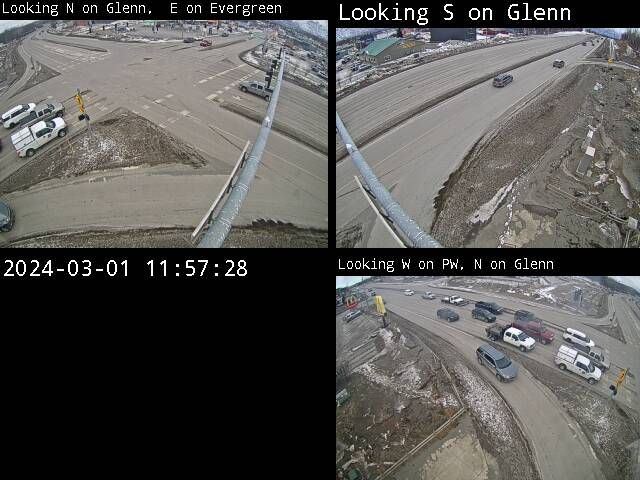 Looking N on Glenn,  E on Evergreen
Looking S on Glenn
2024-03-01 11:57:28
Looking W on PW, N on Glenn